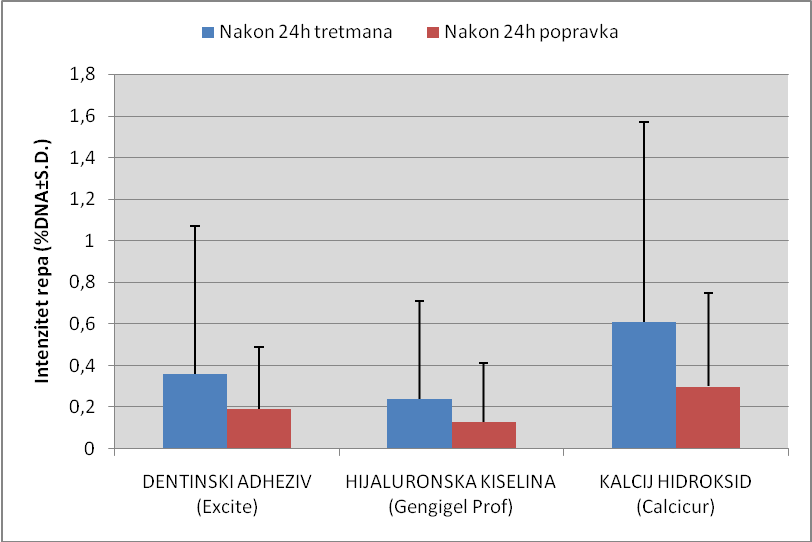 Nakon 24h tretmana
Nakon 24h popravka
Intenzitet repa (%DNA±S.D.)
1,8
1,6
1,4
1,2
1
0,8
0,6
0,4
0,2
0
DENTINSKI ADHEZIV
(Excite)
HIJALURONSKA KISELINA
(Gengigel Prof)
KALCIJ HIDROKSID
(Calcicur)